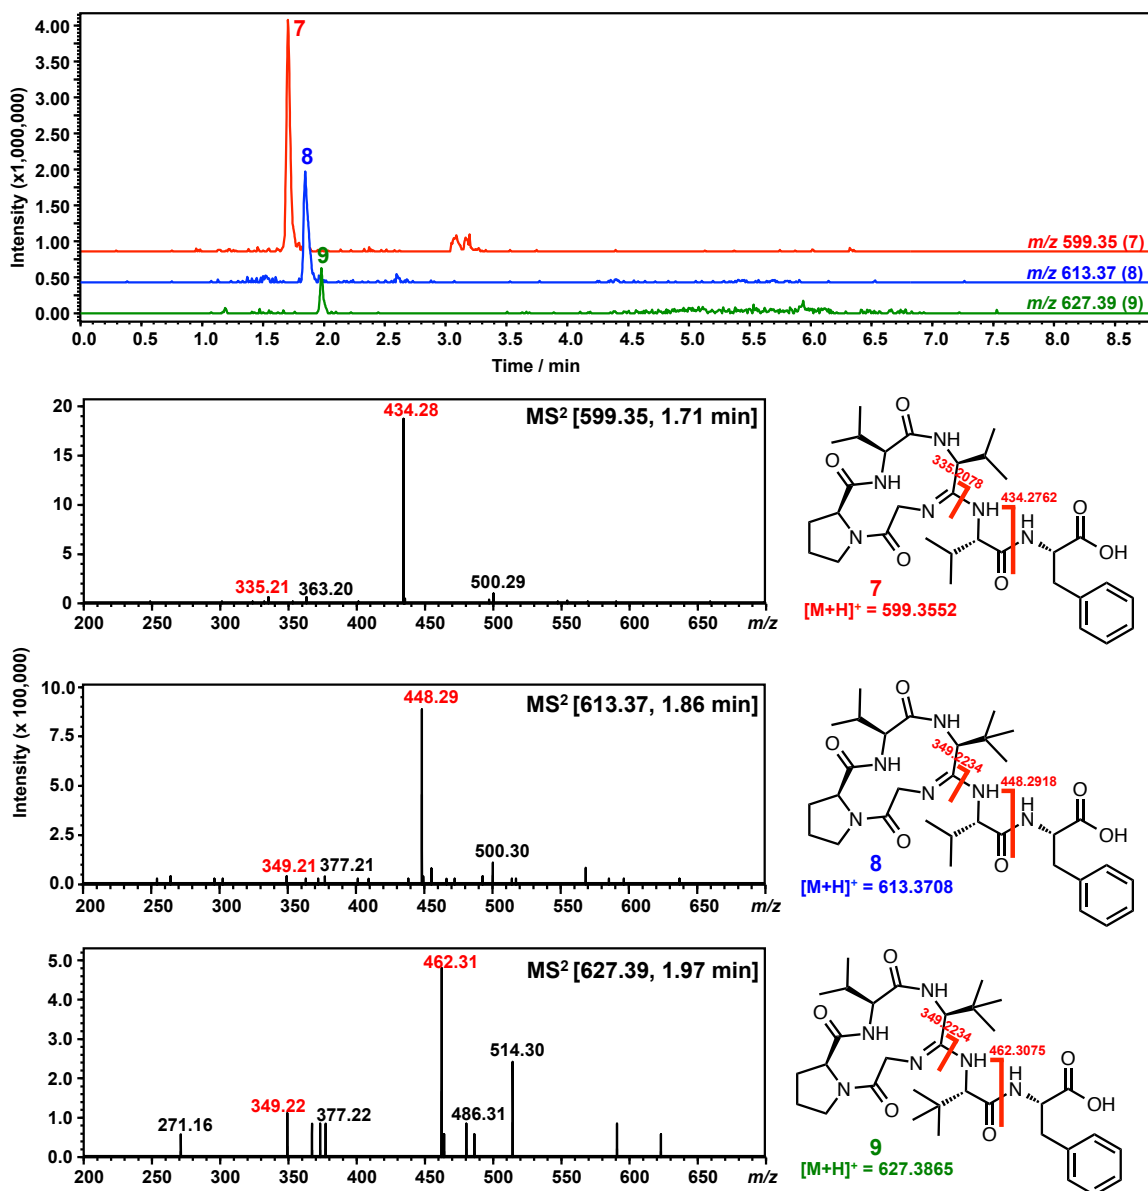 4.00
3.50
3.00
2.50
2.00
1.50
1.00
0.50
0.00
Intensity (x1,000,000)
7
8
9
m/z 599.35 (7)
m/z 613.37 (8)
m/z 627.39 (9)
0.0 0.5 1.0 1.5 2.0 2.5 3.0 3.5 4.0 4.5 5.0 5.5 6.0 6.5 7.0 7.5 8.0 8.5
Time / min
20
15
10
5
0
434.28
MS² [599.35, 1.71 min]
335.21
363.20
500.29
200 250 300 350 400 450 500 550 600 650 m/z
O
NH
O
NH
335.2078
434.2762
N
NH
H
N
O
OH
N
O
O
7
[M+H]⁺ = 599.3552
Intensity (x 100,000)
10.0
7.5
5.0
2.5
0.0
448.29
MS² [613.37, 1.86 min]
349.21
377.21
500.30
200 250 300 350 400 450 500 550 600 650 m/z
O
NH
O
NH
349.2234
448.2918
N
NH
H
N
O
OH
N
O
O
8
[M+H]⁺ = 613.3708
5.0
4.0
3.0
2.0
1.0
0.0
462.31
MS² [627.39, 1.97 min]
514.30
271.16
349.22
377.22
486.31
200 250 300 350 400 450 500 550 600 650 m/z
O
NH
O
NH
349.2234
462.3075
N
NH
H
N
O
OH
N
O
O
9
[M+H]⁺ = 627.3865